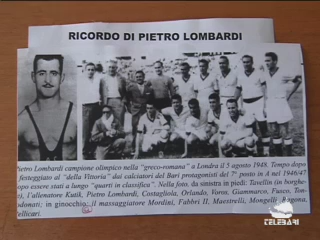 RICORDO DI PIETRO LOMBARDI
Pietro Lombardi campione olimpico nella "greco-romana" a Londra il 5 agosto 1948. Tempo dopo
festeggiato al "della Vittoria" dai calciatori del Bari protagonisti del 7° posto in A nel 1946/47
dopo essere stati a lungo "quarti in classifica". Nella foto, da sinistra in piedi: Tavellin (in borghe-
se), l'allenatore Kutik, Pietro Lombardi, Costagliola, Orlando, Voros, Giammarco, Fusco, Ton-
donati; in ginocchio: il massaggiatore Mordini, Fabbri II, Maestrelli, Mongelli, Ragona,
Pellicari.
TELEBARI